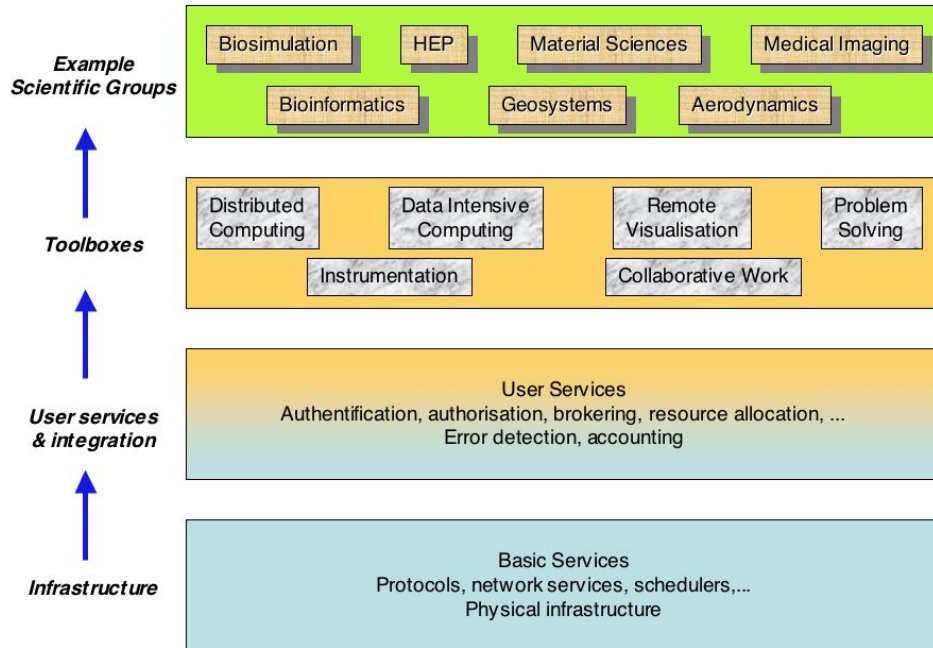 Example
Scientific Groups
Biosimulation
HEP
Material Sciences
Medical Imaging
Bioinformatics
Geosystems
Aerodynamics
Toolboxes
Distributed
Computing
Data Intensive
Computing
Remote
Visualisation
Problem
Solving
Instrumentation
Collaborative Work
User services
& integration
User Services
Authentification, authorisation, brokering, resource allocation, ...
Error detection, accounting
Infrastructure
Basic Services
Protocols, network services, schedulers,...
Physical infrastructure